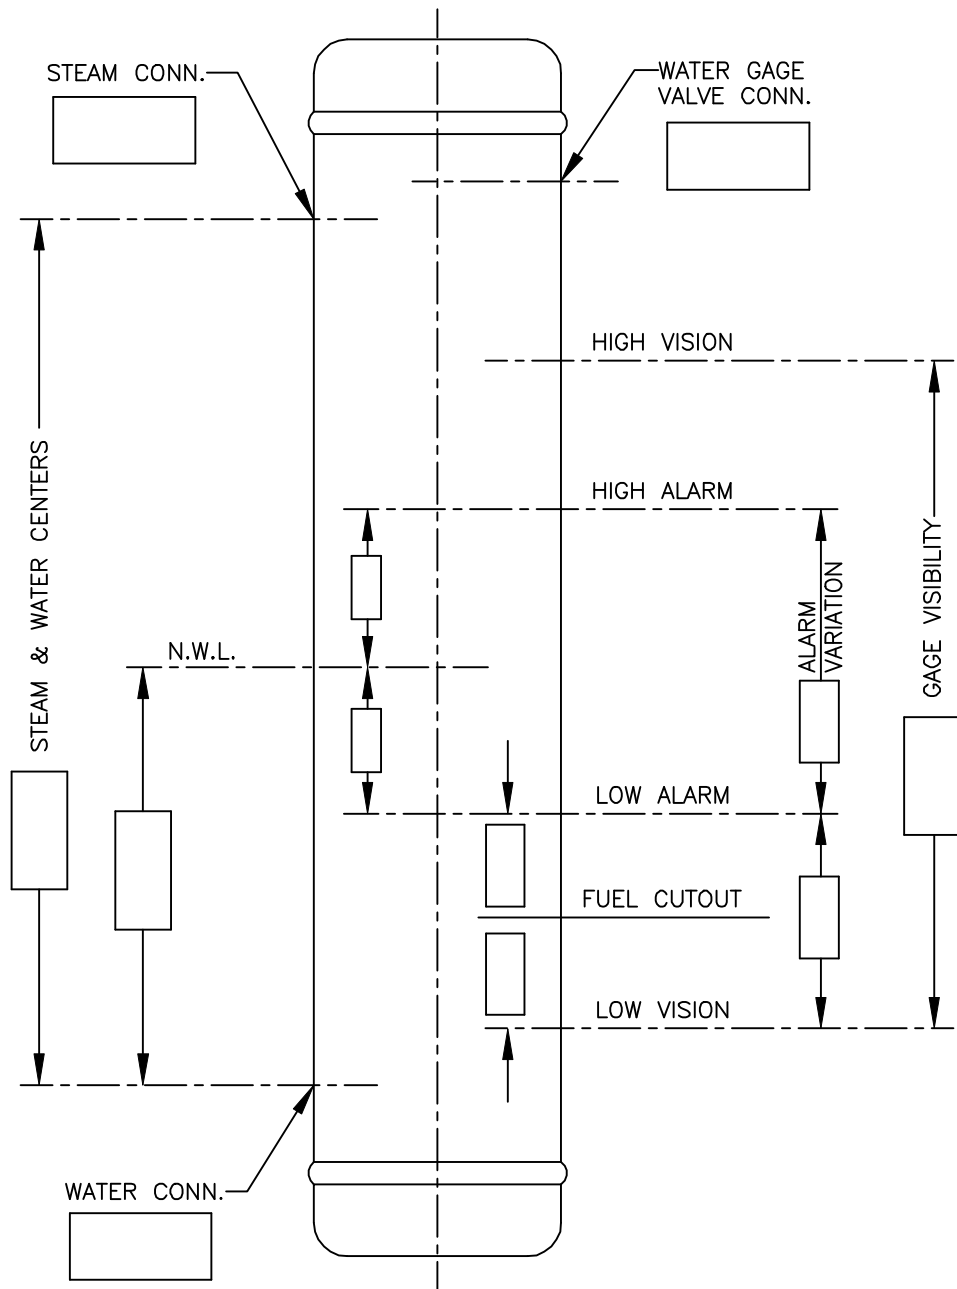 STEAM CONN.
WATER GAGE
VALVE CONN.
HIGH VISION
HIGH ALARM
STEAM & WATER CENTERS
GAGE VISIBILITY
ALARM
VARIATION
N.W.L.
LOW ALARM
FUEL CUTOUT
LOW VISION
WATER CONN.